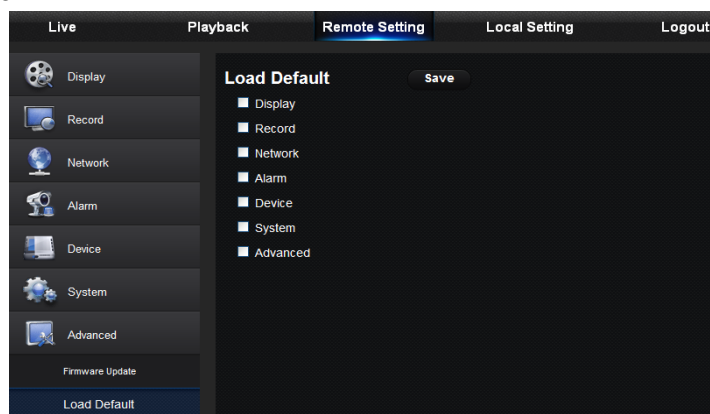 Live Playback Remote Setting Local Setting Logout
Display
Record
Network
Alarm
Device
System
Advanced
Firmware Update
Load Default
Load Default Save
Display
Record
Network
Alarm
Device
System
Advanced